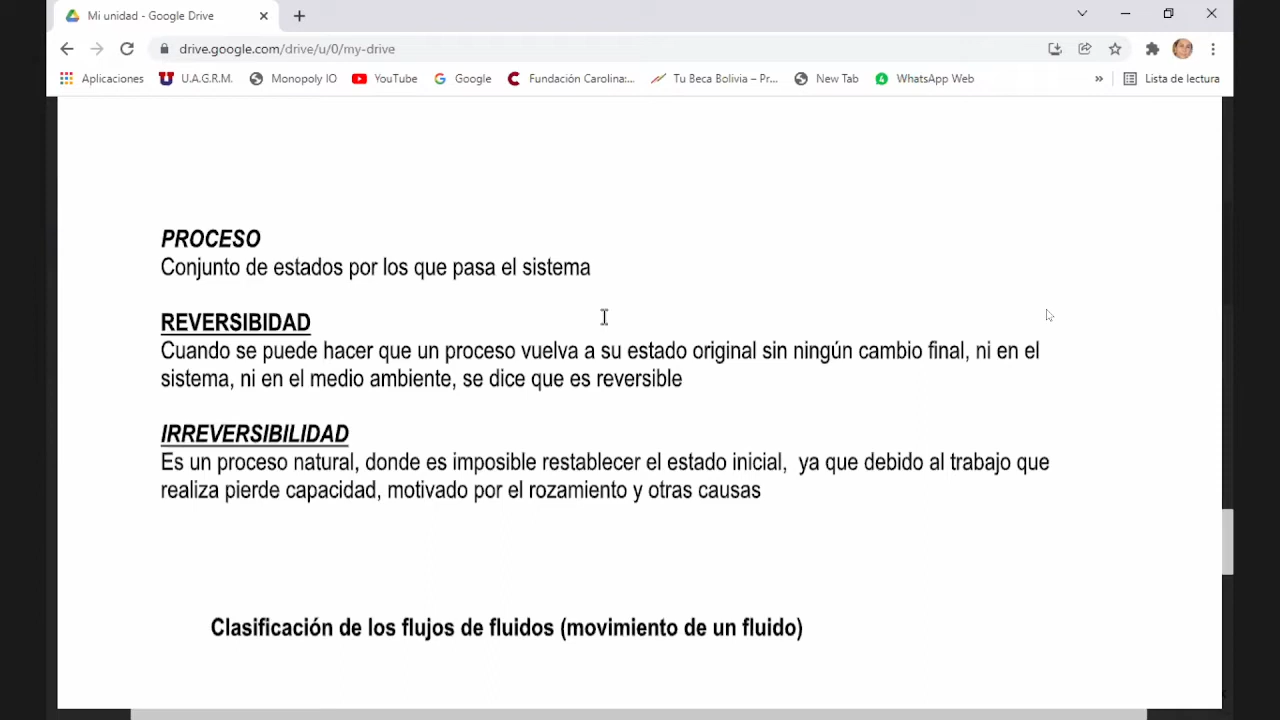 Mi unidad - Google Drive
drive.google.com/drive/u/0/my-drive
Aplicaciones U.A.G.R.M. Monopoly IO YouTube Google Fundación Carolina:... Tu Beca Bolivia – Pr... New Tab WhatsApp Web » Lista de lectura
PROCESO
Conjunto de estados por los que pasa el sistema
REVERSIBIDAD
Cuando se puede hacer que un proceso vuelva a su estado original sin ningún cambio final, ni en el
sistema, ni en el medio ambiente, se dice que es reversible
IRREVERSIBILIDAD
Es un proceso natural, donde es imposible restablecer el estado inicial, ya que debido al trabajo que
realiza pierde capacidad, motivado por el rozamiento y otras causas
Clasificación de los flujos de fluidos (movimiento de un fluido)